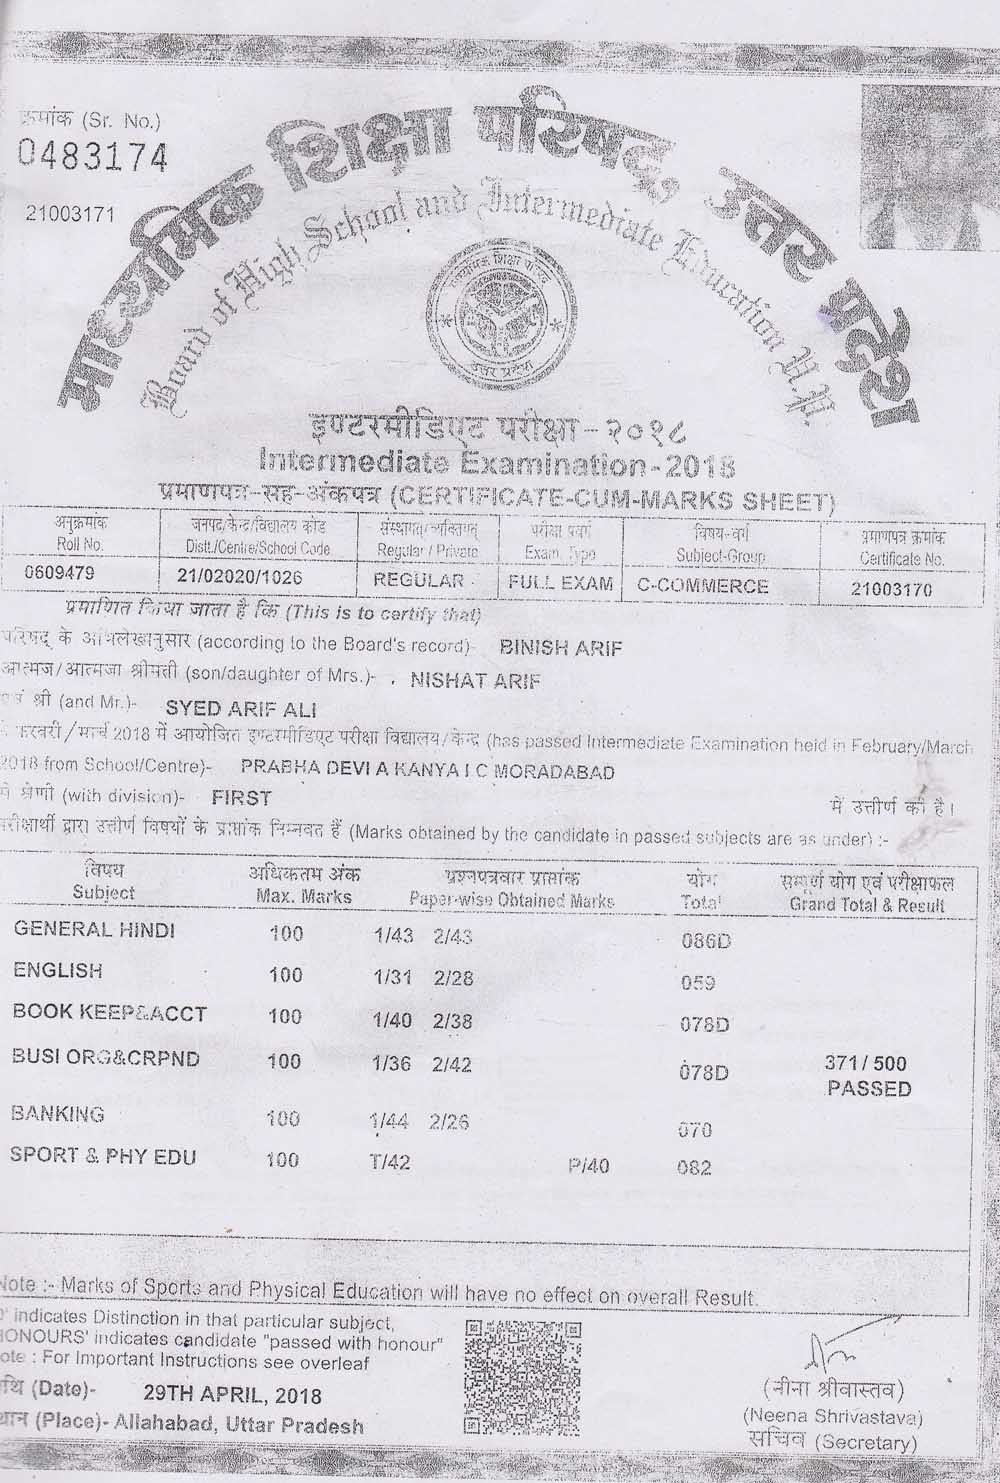 क्रमांक (Sr. No.)
0483174
21003171
माध्यमिक शिक्षा परिषद्, उत्तर प्रदेश
Board of High School and Intermediate Education U.P.
माध्यमिक शिक्षा परिषद
उत्तर प्रदेश
इण्टरमीडिएट परीक्षा - २०१८
Intermediate Examination - 2018
प्रमाणपत्र-सह-अंकपत्र (CERTIFICATE-CUM-MARKS SHEET)
अनुक्रमांक जनपद/केन्द्र/विद्यालय कोड संस्थागत/व्यक्तिगत परीक्षा प्रवर्ग विषय-वर्ग प्रमाणपत्र क्रमांक
Roll No. Distt./Centre/School Code Regular / Private Exam. Type Subject-Group Certificate No.
0609479 21/02020/1026 REGULAR FULL EXAM C-COMMERCE 21003170
प्रमाणित किया जाता है कि (This is to certify that)
परिषद् के अभिलेखानुसार (according to the Board's record)- BINISH ARIF
आत्मज/आत्मजा श्रीमती (son/daughter of Mrs.)- NISHAT ARIF
एवं श्री (and Mr.)- SYED ARIF ALI
फरवरी/मार्च 2018 में आयोजित इण्टरमीडिएट परीक्षा विद्यालय/केन्द्र (has passed Intermediate Examination held in February/March
2018 from School/Centre)- PRABHA DEVI A KANYA I C MORADABAD
में श्रेणी (with division)- FIRST में उत्तीर्ण की है।
परीक्षार्थी द्वारा उत्तीर्ण विषयों के प्राप्तांक निम्नवत हैं (Marks obtained by the candidate in passed subjects are as under) :-
विषय अधिकतम अंक प्रश्नपत्रवार प्राप्तांक योग सम्पूर्ण योग एवं परीक्षाफल
Subject Max. Marks Paper-wise Obtained Marks Total Grand Total & Result
GENERAL HINDI 100 1/43 2/43 086D
ENGLISH 100 1/31 2/28 059
BOOK KEEP&ACCT 100 1/40 2/38 078D
BUSI ORG&CRPND 100 1/36 2/42 078D 371/500
PASSED
BANKING 100 1/44 2/26 070
SPORT & PHY EDU 100 T/42 P/40 082
Note :- Marks of Sports and Physical Education will have no effect on overall Result.
D' indicates Distinction in that particular subject,
HONOURS' indicates candidate "passed with honour"
ote : For Important Instructions see overleaf
थि (Date)- 29TH APRIL, 2018
थान (Place)- Allahabad, Uttar Pradesh
(नीना श्रीवास्तव)
(Neena Shrivastava)
सचिव (Secretary)